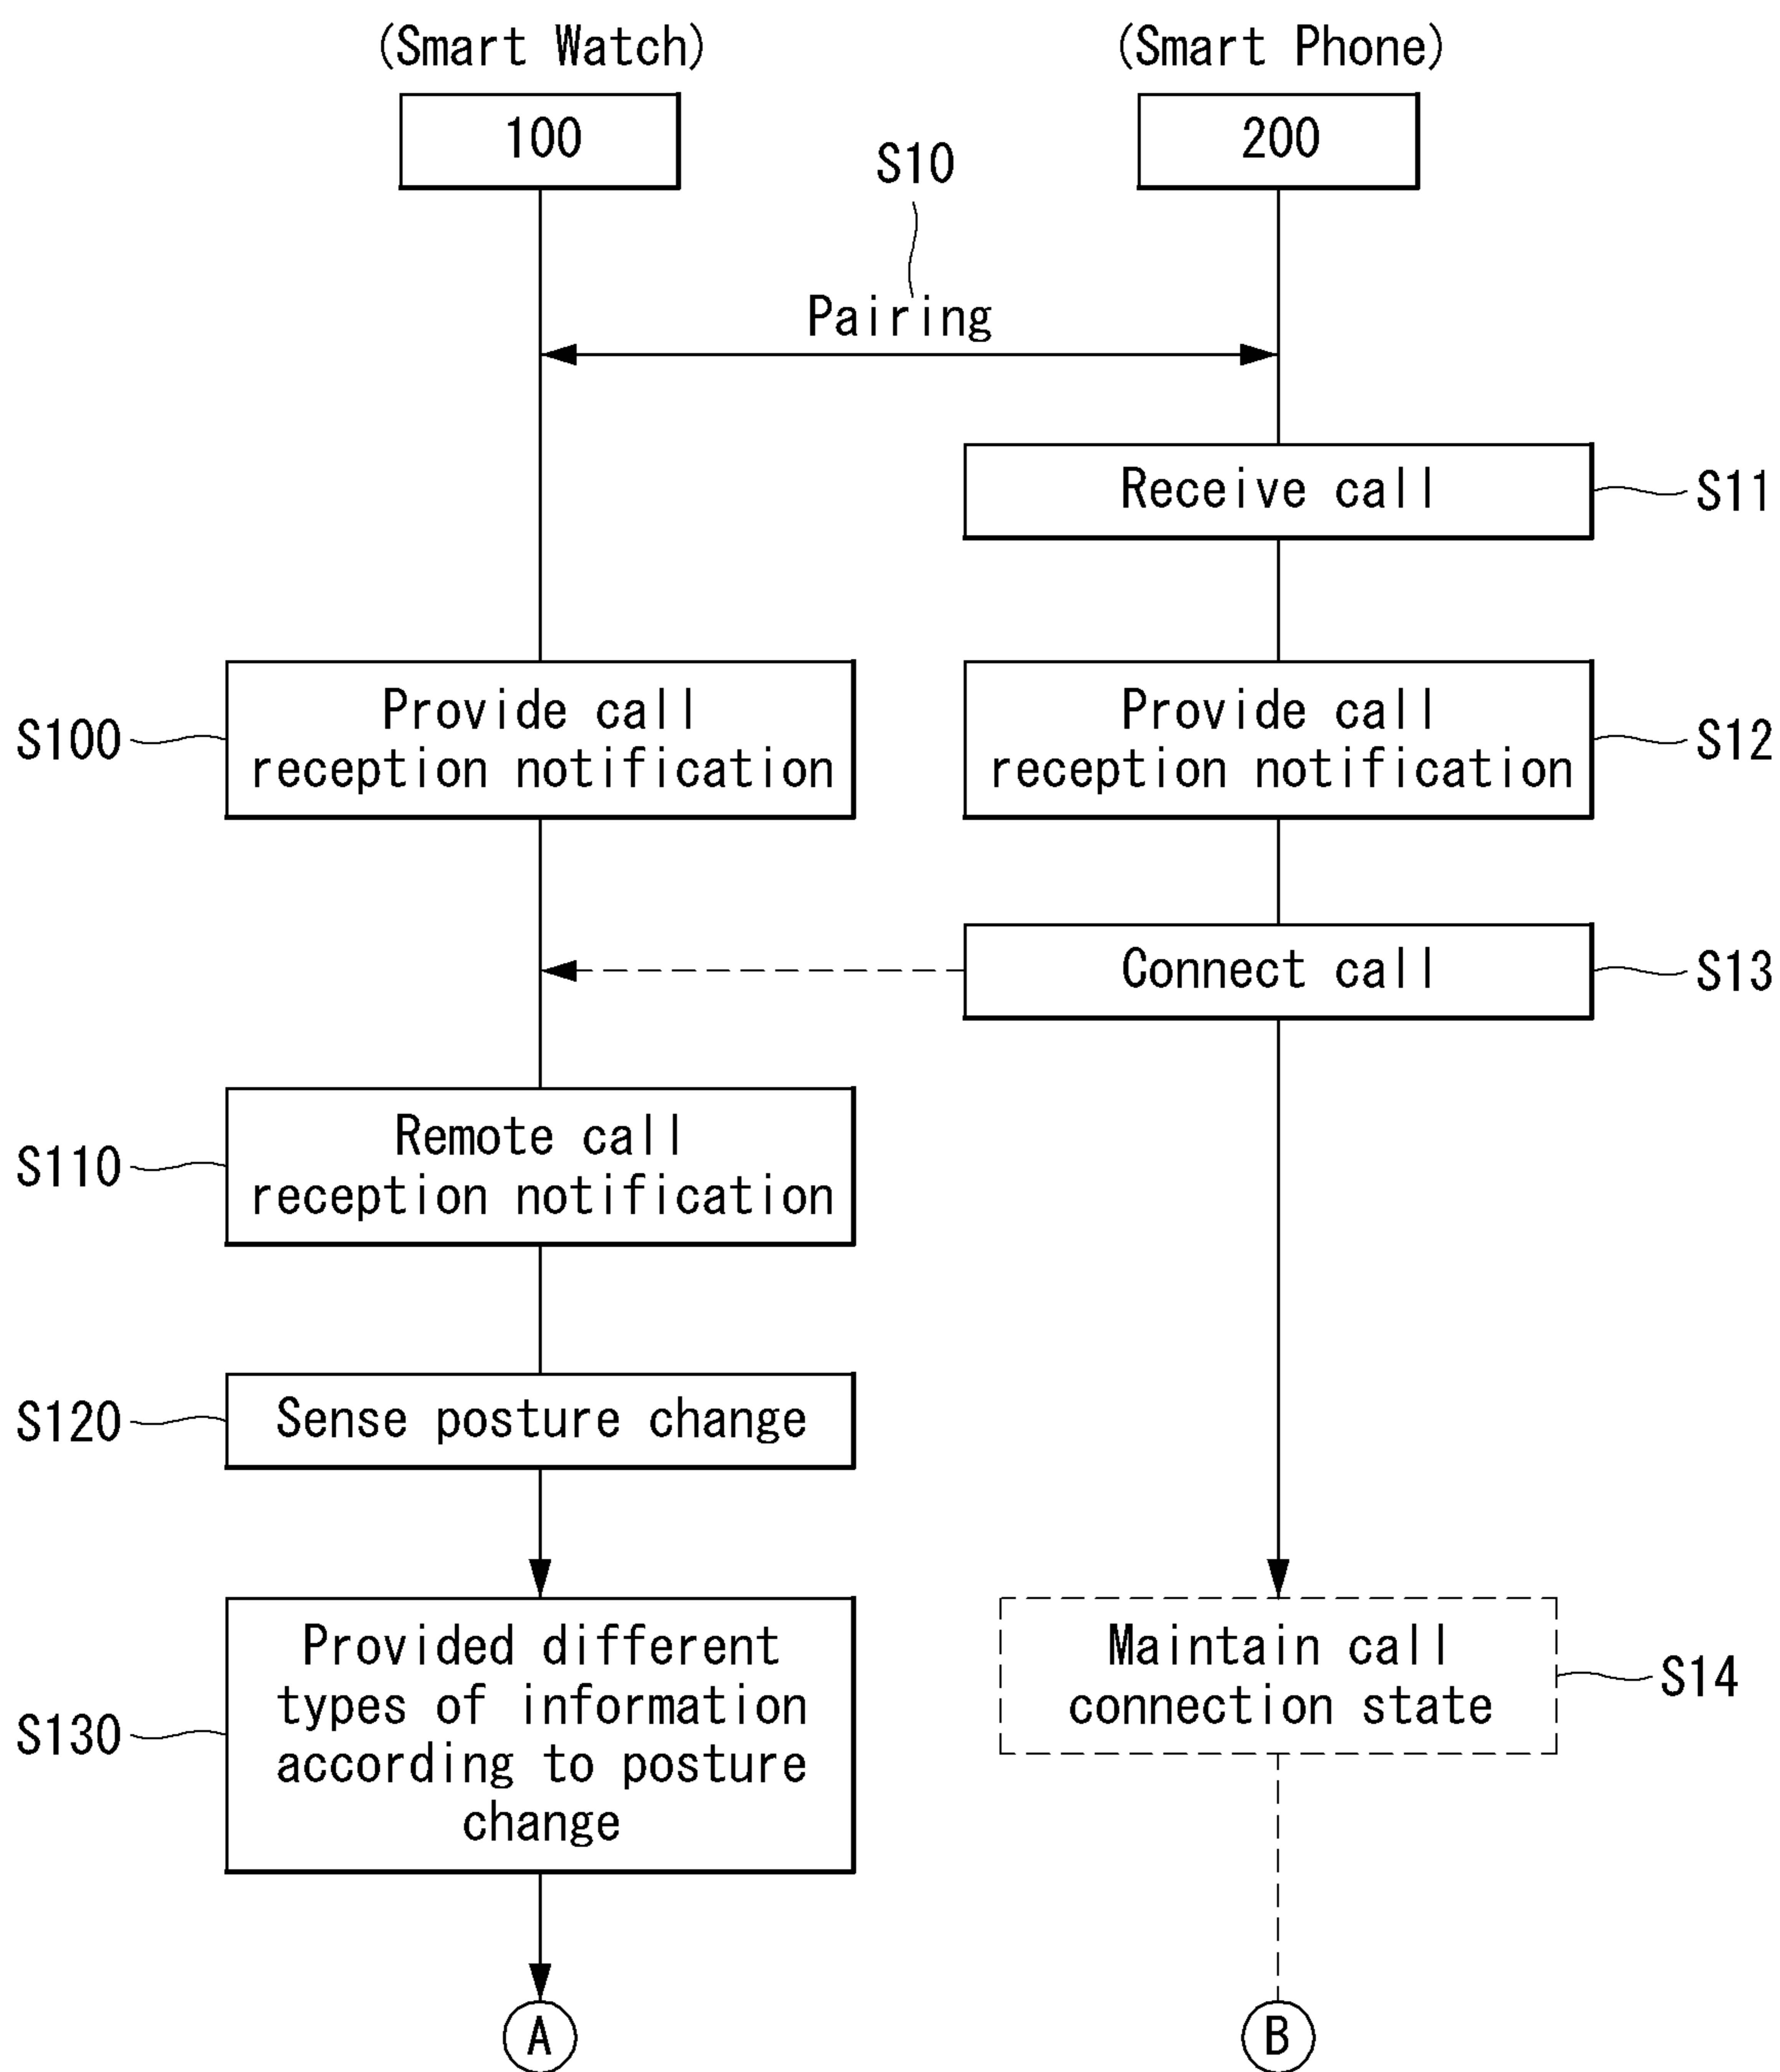 (Smart Watch)
(Smart Phone)
100
200
S10
Pairing
Receive call
S11
S100
Provide call
reception notification
Provide call
reception notification
S12
Connect call
S13
S110
Remote call
reception notification
S120
Sense posture change
S130
Provided different
types of information
according to posture
change
Maintain call
connection state
S14
A
B